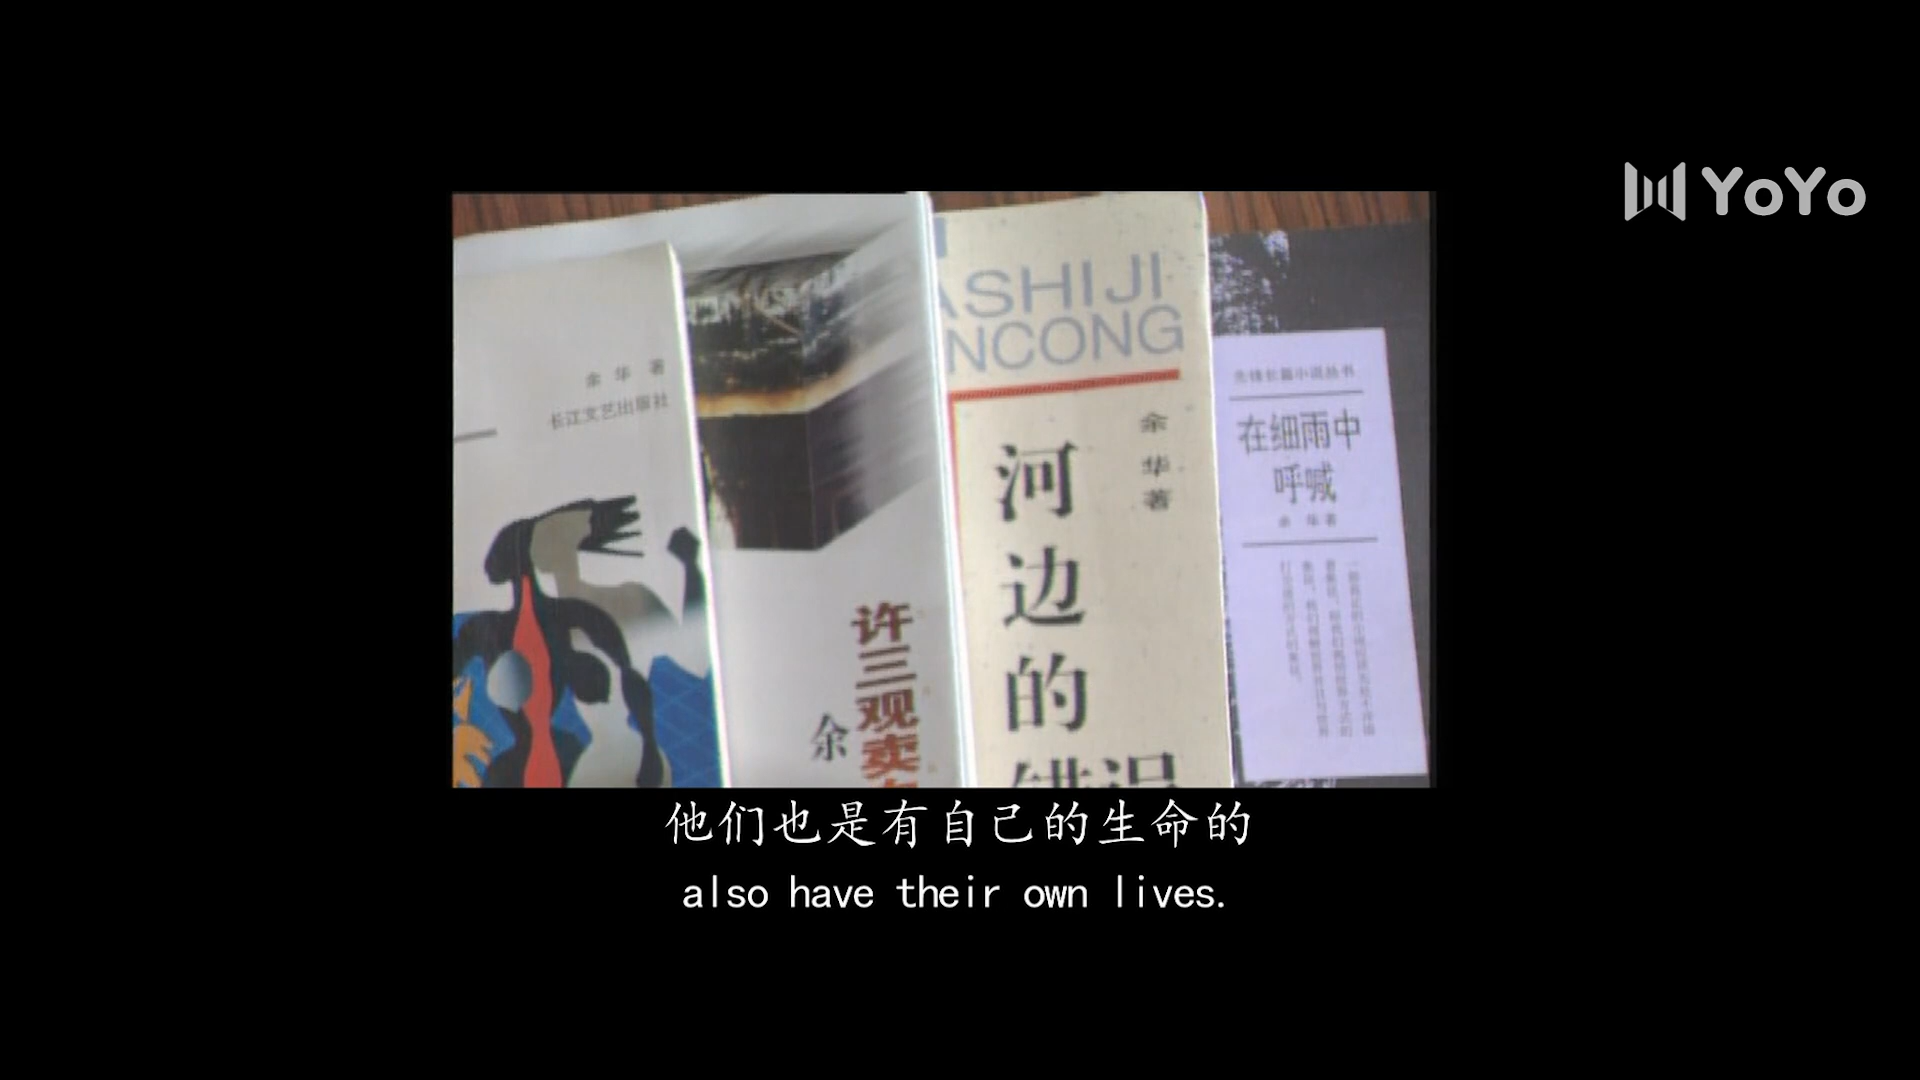 YoYo
余 华 著
长江文艺出版社
许三观卖
余
ASHIJI
NCONG
余华著
河边的错误
先锋长篇小说丛书
在细雨中
呼喊
余 华 著
他们也是有自己的生命的
also have their own lives.